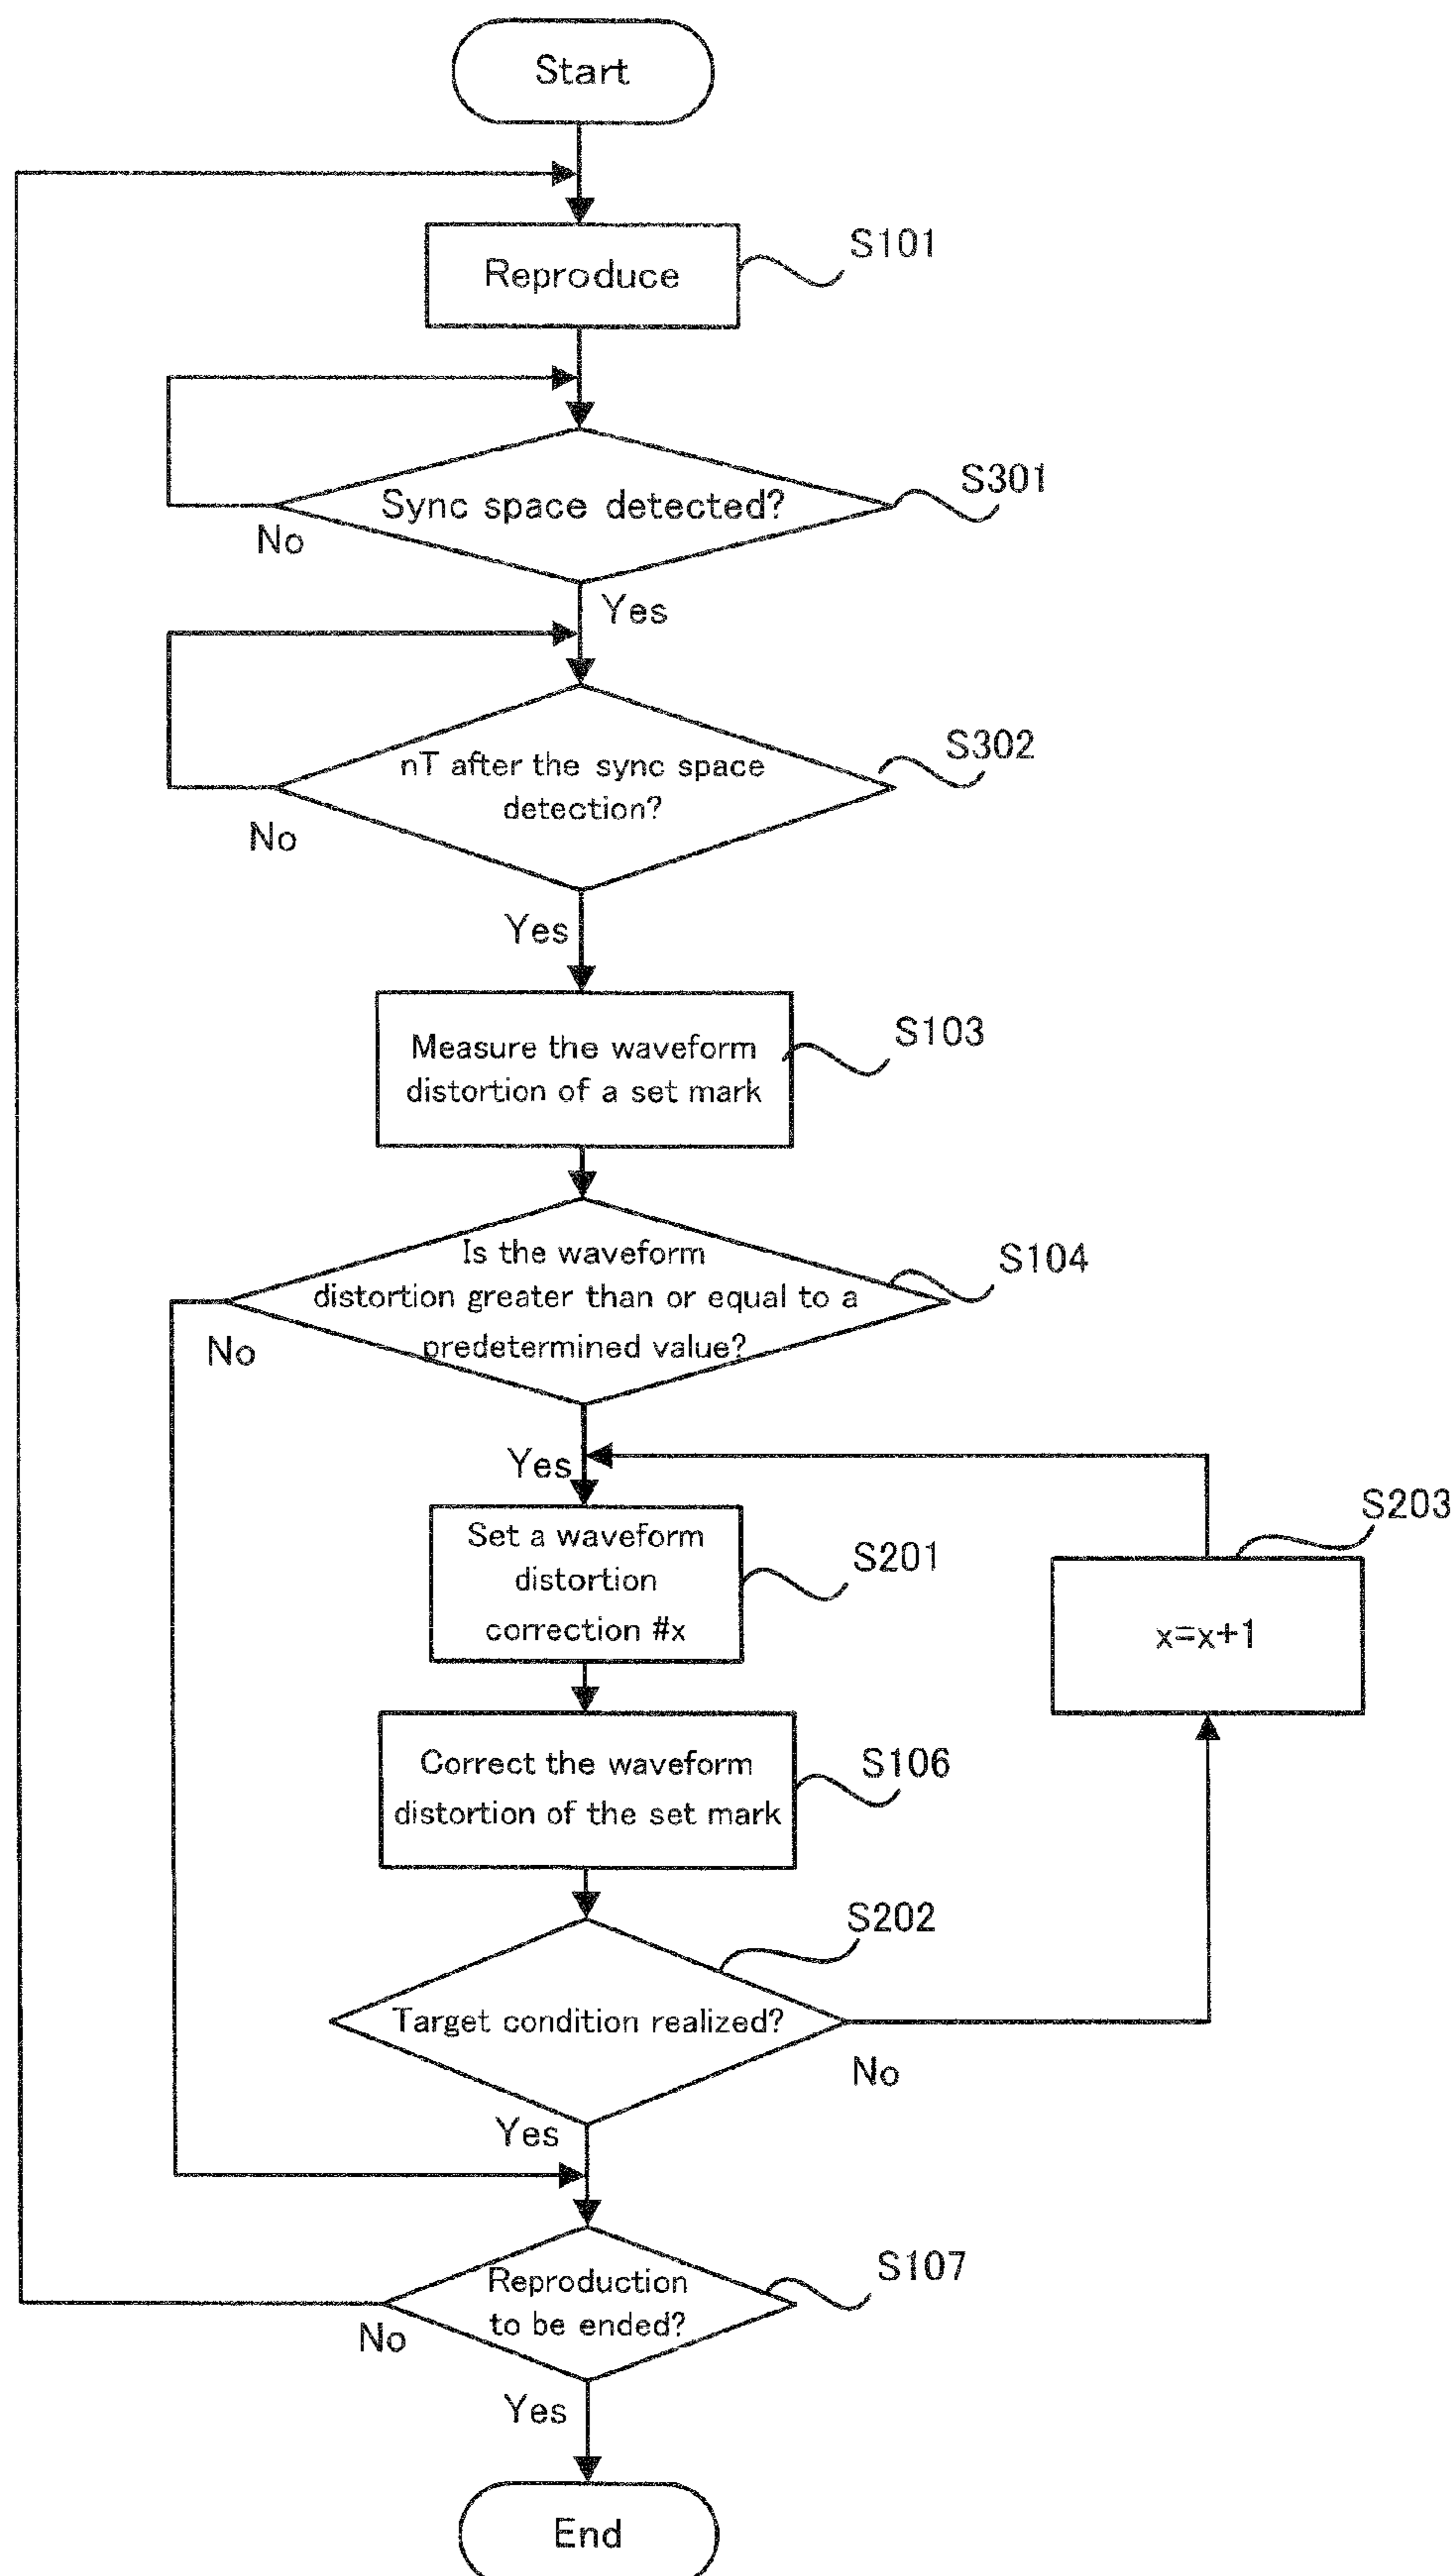 Start
S101
Reproduce
S301
Sync space detected?
No
Yes
S302
nT after the sync space
detection?
No
Yes
S103
Measure the waveform
distortion of a set mark
Is the waveform
S104
distortion greater than or equal to a
predetermined value?
No
Yes
S203
Set a waveform
S201
distortion
correction #x
x=x+1
Correct the waveform
S106
distortion of the set mark
S202
Target condition realized?
No
Yes
S107
Reproduction
to be ended?
No
Yes
End